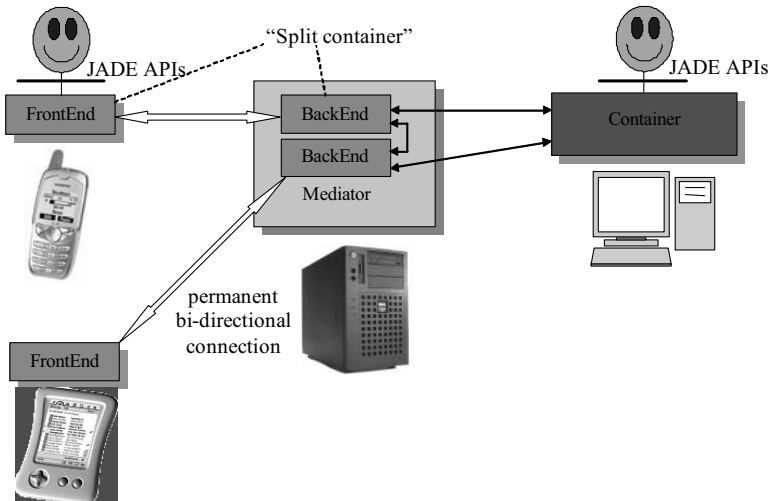 “Split container”
JADE APIs
JADE APIs
FrontEnd
BackEnd
Container
BackEnd
Mediator
permanent
bi-directional
connection
FrontEnd